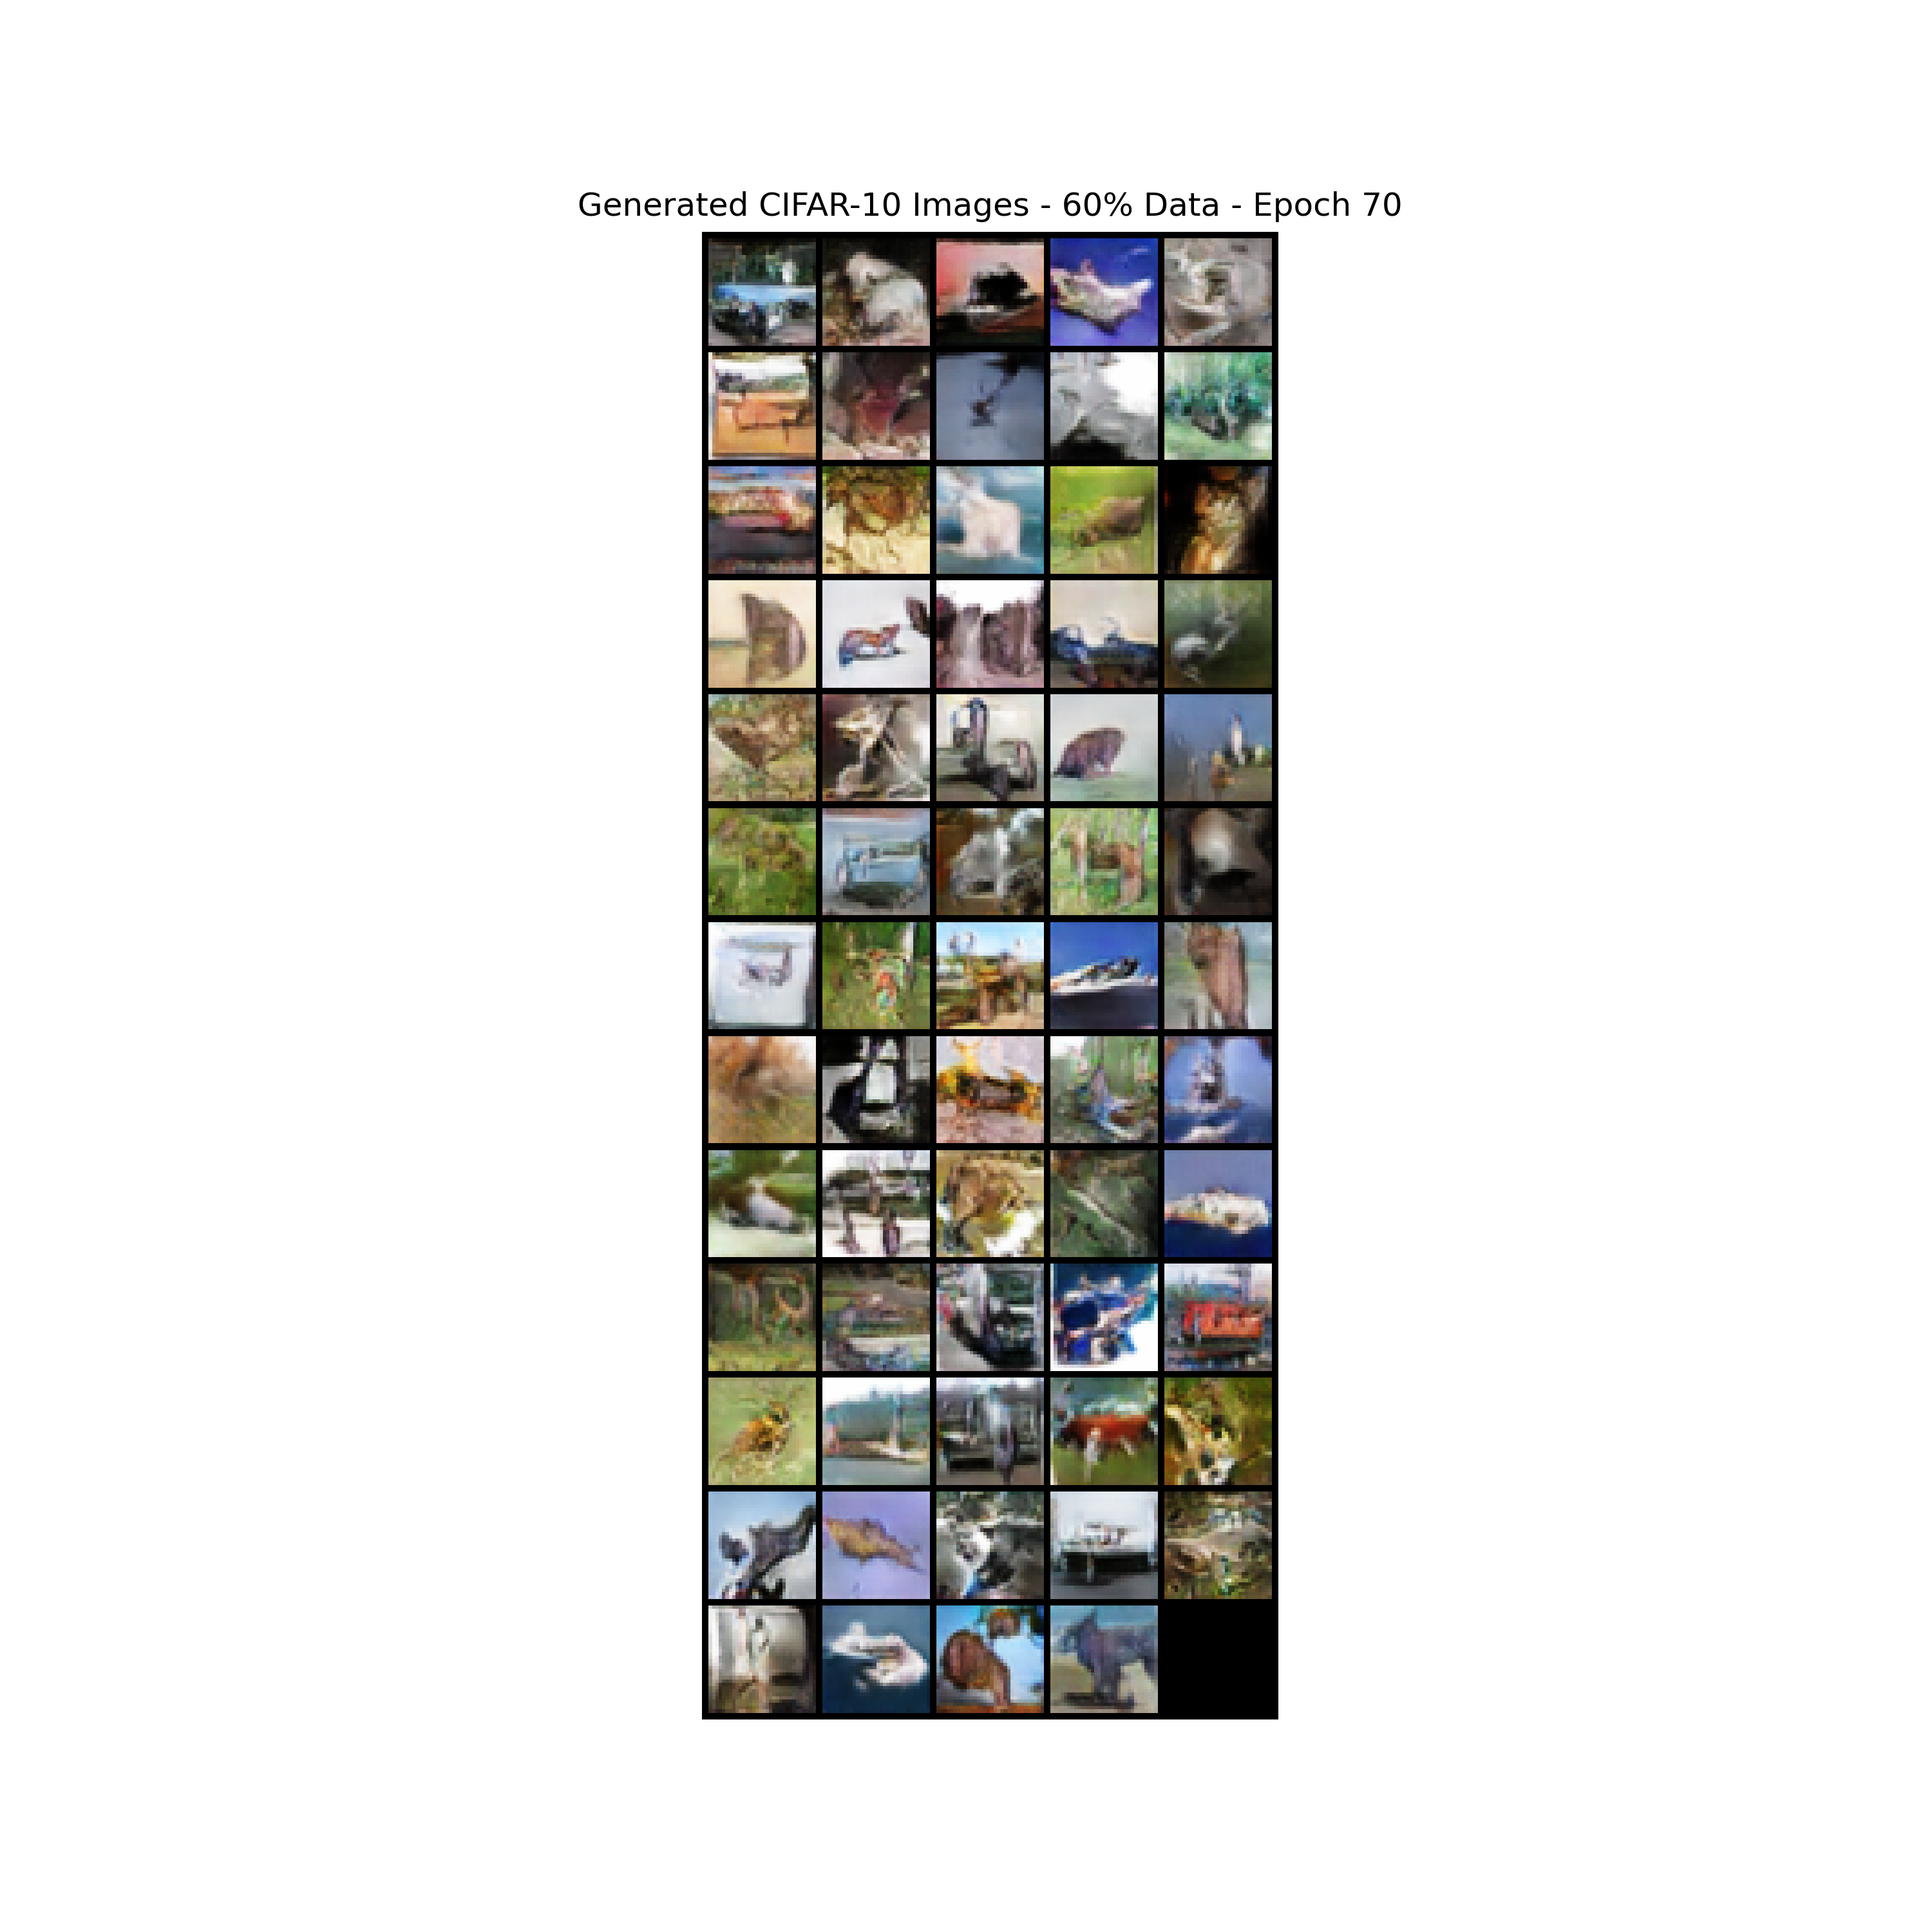 Generated CIFAR-10 Images - 60% Data - Epoch 70